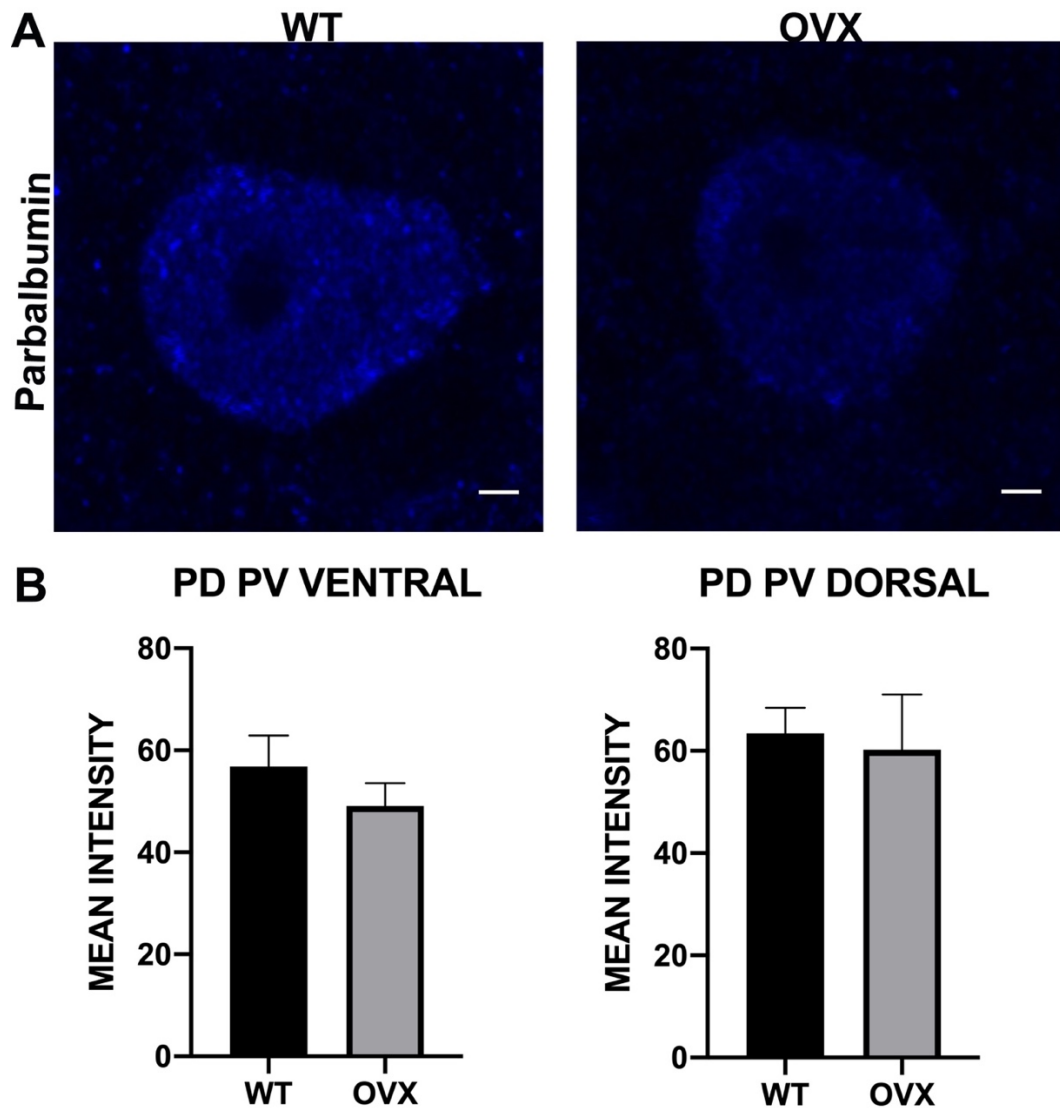 A
WT
OVX
Parbalbumin
B
PD PV VENTRAL
PD PV DORSAL
MEAN INTENSITY
80
60
40
20
0
WT
OVX
MEAN INTENSITY
80
60
40
20
0
WT
OVX